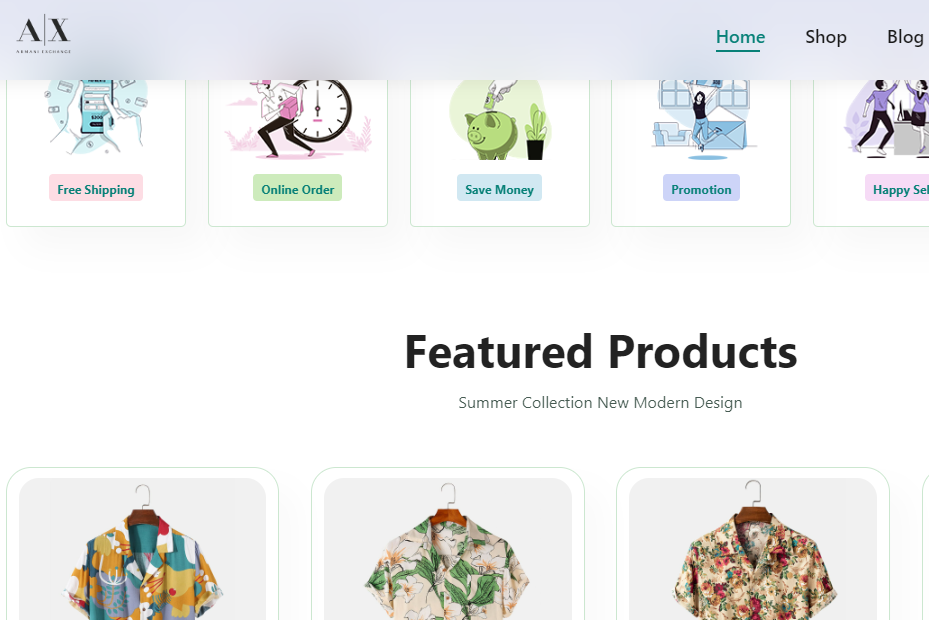 A|X
ARMANI EXCHANGE
Home
Shop
Blog
Free Shipping
Online Order
Save Money
Promotion
Happy Sel
Featured Products
Summer Collection New Modern Design